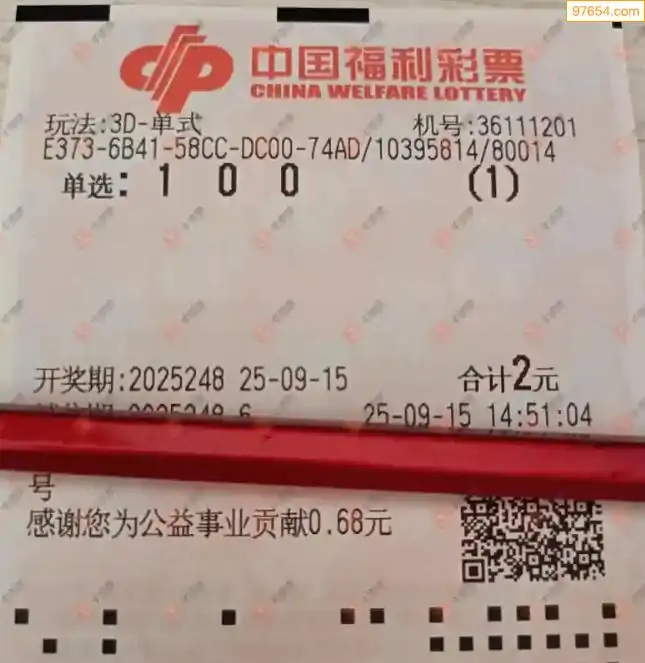 97654.com
中国福利彩票
CHINA WELFARE LOTTERY
玩法:3D-单式 机号:36111201
E373-6B41-58CC-DC00-74AD/10395814/80014
单选: 1 0 0 (1)
开奖期:2025248 25-09-15 合计2元
25-09-15 14:51:04
号
感谢您为公益事业贡献0.68元